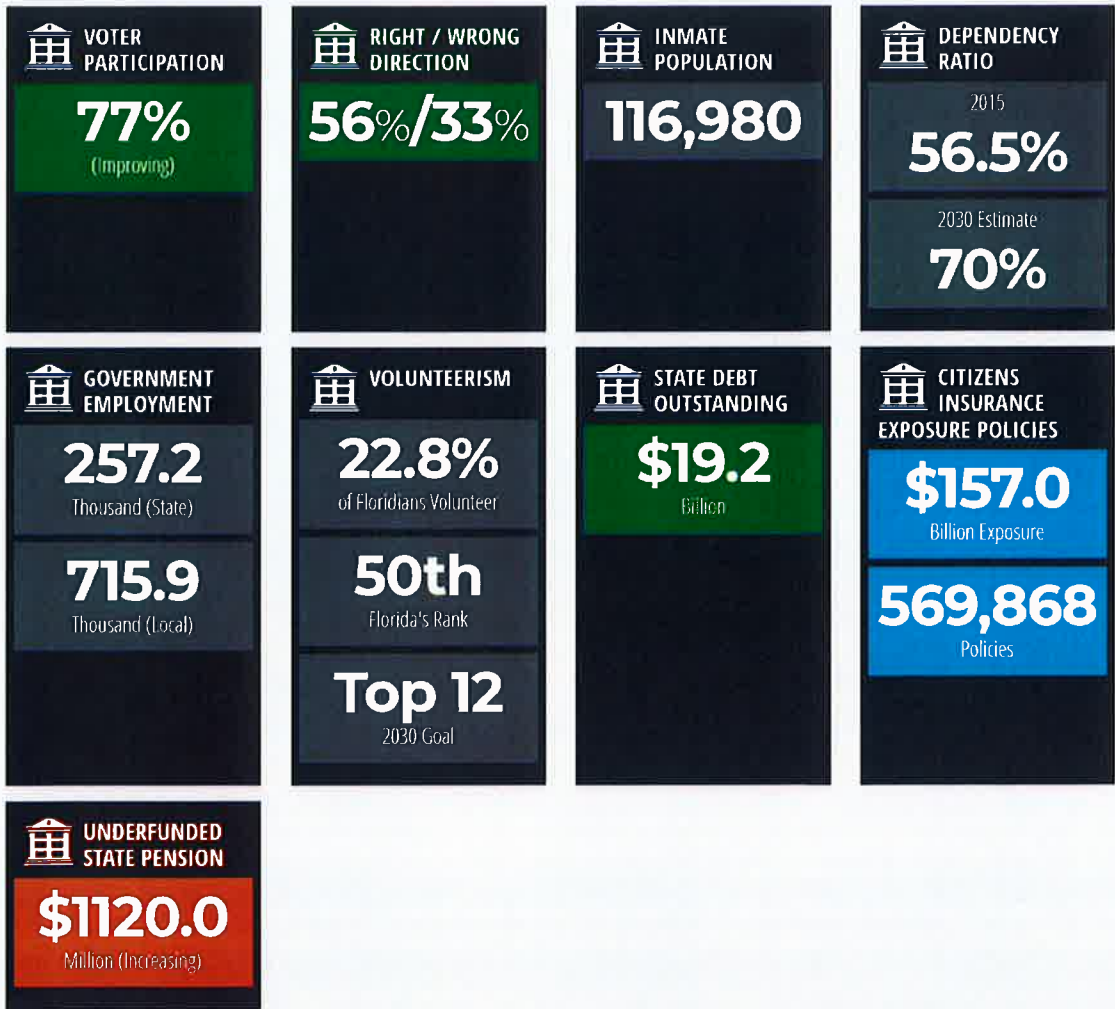 VOTER
PARTICIPATION
77%
(Improving)
RIGHT / WRONG
DIRECTION
56%/33%
INMATE
POPULATION
116,980
DEPENDENCY
RATIO
2015
56.5%
2030 Estimate
70%
GOVERNMENT
EMPLOYMENT
257.2
Thousand (State)
715.9
Thousand (Local)
VOLUNTEERISM
22.8%
of Floridians Volunteer
50th
Florida's Rank
Top 12
2030 Goal
STATE DEBT
OUTSTANDING
$19.2
Billion
CITIZENS
INSURANCE
EXPOSURE POLICIES
$157.0
Billion Exposure
569,868
Policies
UNDERFUNDED
STATE PENSION
$1120.0
Million (Increasing)